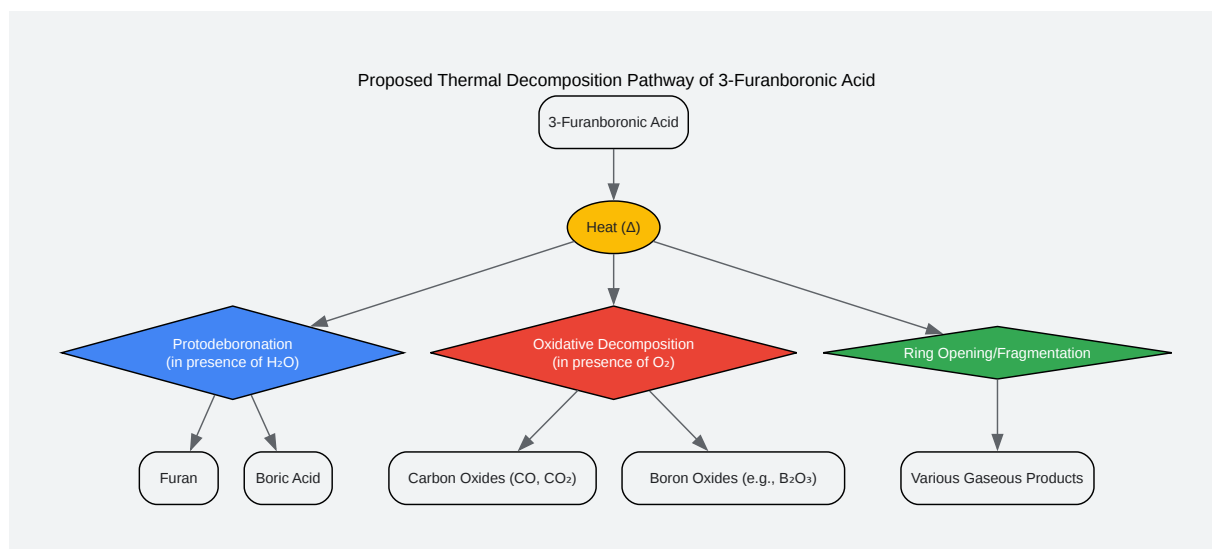 Proposed Thermal Decomposition Pathway of 3-Furanboronic Acid
3-Furanboronic Acid
Heat (Δ)
Protodeboronation
(in presence of H₂O)
Oxidative Decomposition
(in presence of O₂)
Ring Opening/Fragmentation
Furan
Boric Acid
Carbon Oxides (CO, CO₂)
Boron Oxides (e.g., B₂O₃)
Various Gaseous Products